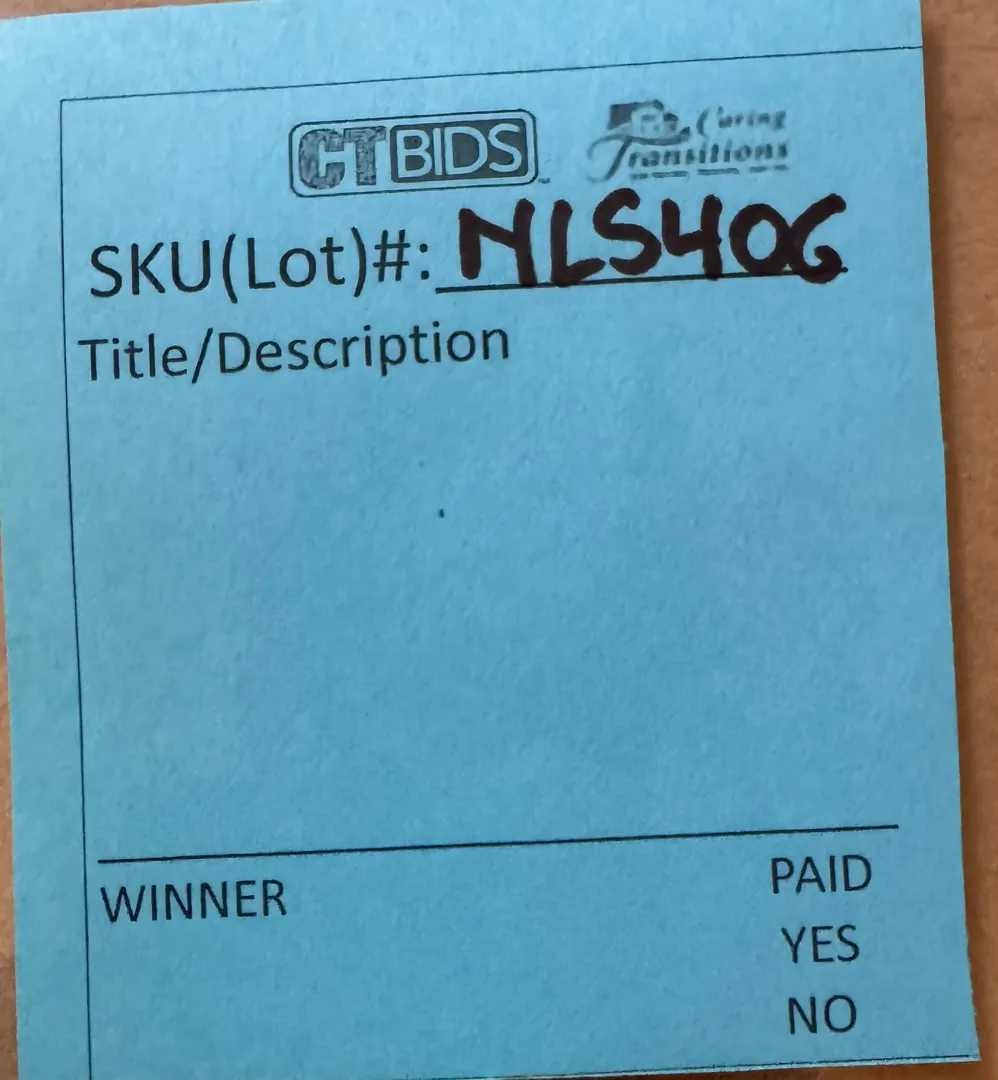 CTBIDS
Caring
Transitions
SKU(Lot)#: NLS406
Title/Description
WINNER
PAID
YES
NO